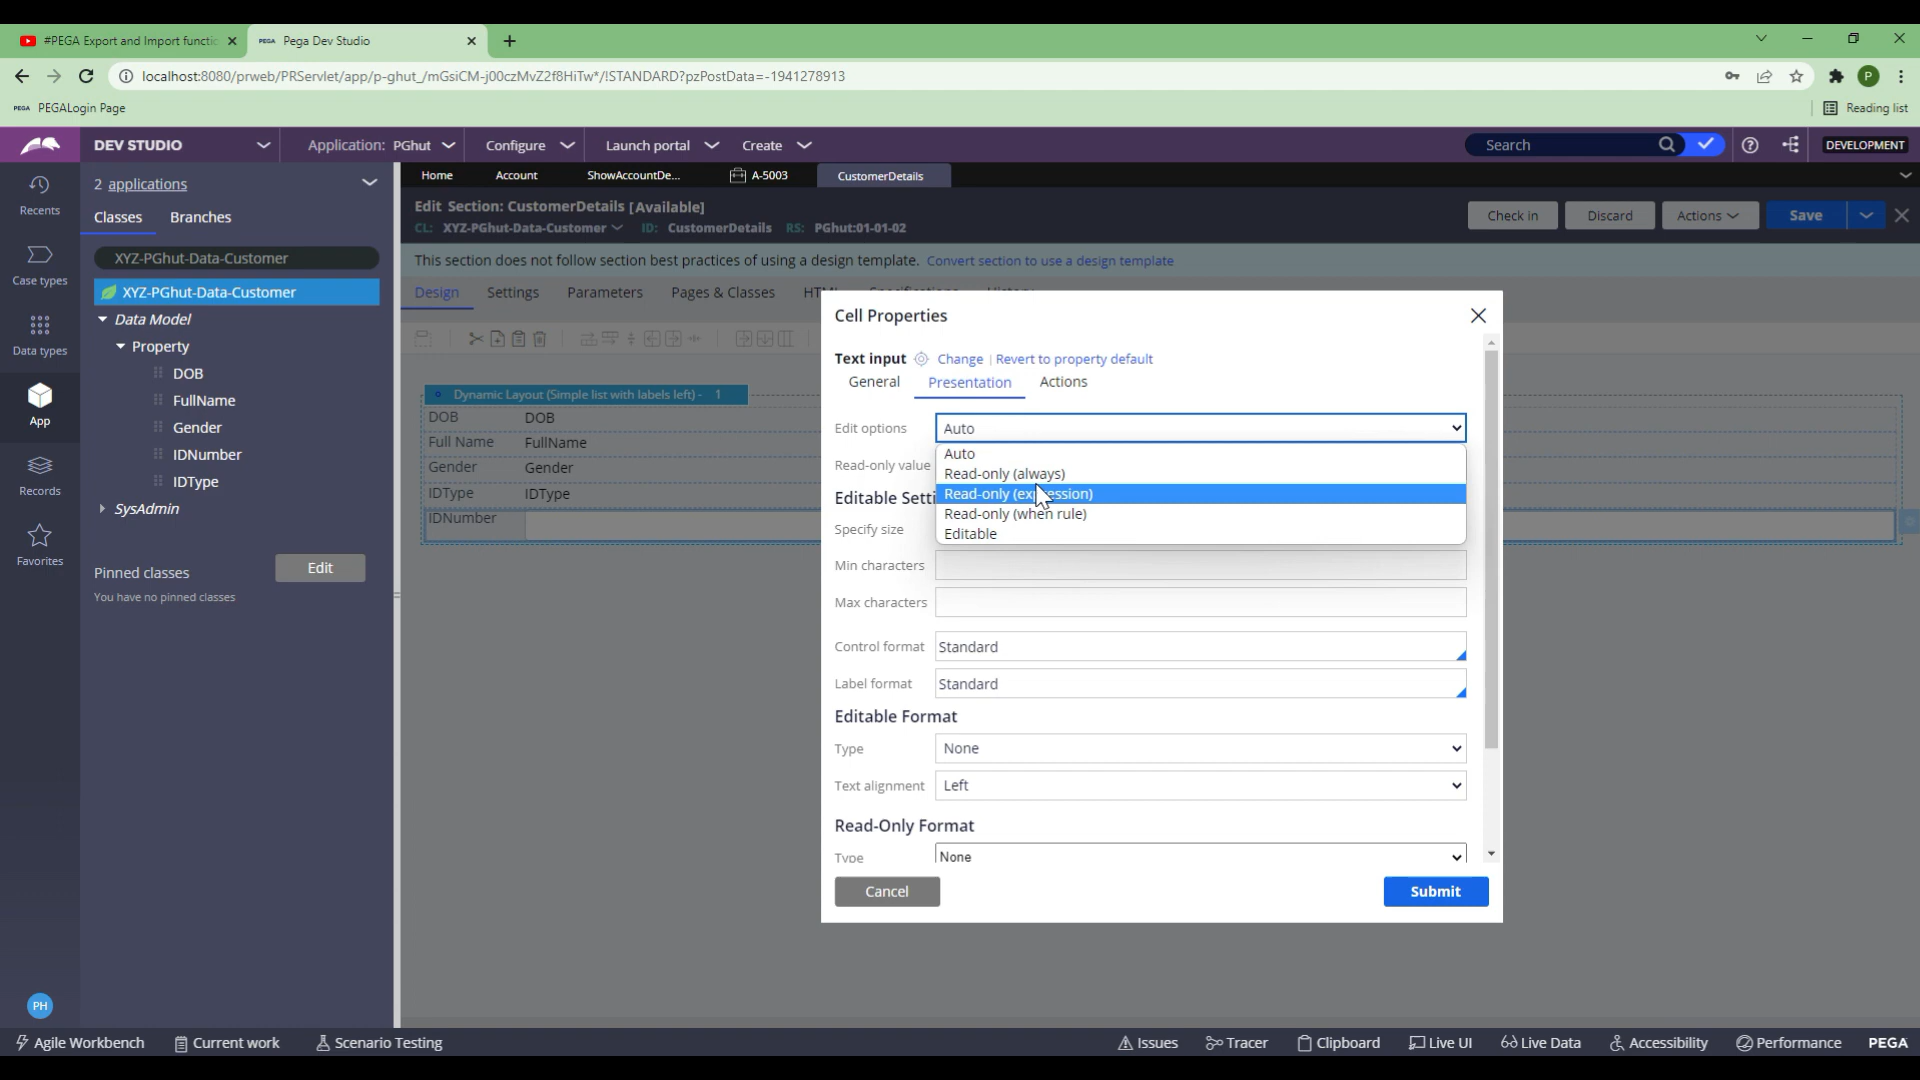 #PEGA Export and Import functio
PEGA Pega Dev Studio
localhost:8080/prweb/PRServlet/app/p-ghut_/mGsiCM-j00czMvZ2f8HiTw*/!STANDARD?pzPostData=-1941278913
P
PEGA PEGALogin Page
Reading list
DEV STUDIO
Application: PGhut
Configure
Launch portal
Create
Search
DEVELOPMENT
Recents
Case types
Data types
App
Records
Favorites
PH
2 applications
Classes
Branches
XYZ-PGhut-Data-Customer
XYZ-PGhut-Data-Customer
Data Model
Property
DOB
FullName
Gender
IDNumber
IDType
SysAdmin
Pinned classes
Edit
You have no pinned classes
Home
Account
ShowAccountDe...
A-5003
CustomerDetails
Edit Section: CustomerDetails [Available]
CL: XYZ-PGhut-Data-Customer ID: CustomerDetails RS: PGhut:01-01-02
Check in
Discard
Actions
Save
This section does not follow section best practices of using a design template. Convert section to use a design template
Design
Settings
Parameters
Pages & Classes
Dynamic Layout (Simple list with labels left) - 1
DOB DOB
Full Name FullName
Gender Gender
IDType IDType
IDNumber
Cell Properties
Text input Change | Revert to property default
General
Presentation
Actions
Edit options Auto
Auto
Read-only (always)
Read-only (expression)
Read-only (when rule)
Editable
Read-only value
Editable Setti
Specify size
Min characters
Max characters
Control format Standard
Label format Standard
Editable Format
Type None
Text alignment Left
Read-Only Format
Type None
Cancel
Submit
Agile Workbench
Current work
Scenario Testing
Issues
Tracer
Clipboard
Live UI
Live Data
Accessibility
Performance
PEGA